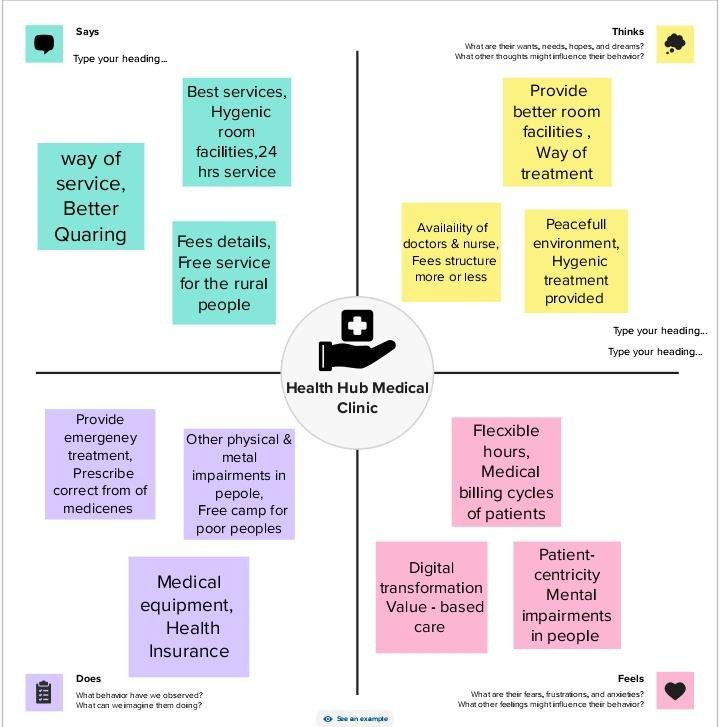 Says
Type your heading...
Best services,
Hygenic
room
facilities,24
hrs service
way of
service,
Better
Quaring
Fees details,
Free service
for the rural
people
Thinks
What are their wants, needs, hopes, and dreams?
What other thoughts might influence their behavior?
Provide
better room
facilities ,
Way of
treatment
Availaility of
doctors & nurse,
Fees structure
more or less
Peacefull
environment,
Hygenic
treatment
provided
Type your heading...
Type your heading...
Health Hub Medical
Clinic
Provide
emergeney
treatment,
Prescribe
correct from of
medicenes
Other physical &
metal
impairments in
pepole,
Free camp for
poor peoples
Medical
equipment,
Health
Insurance
Does
What behavior have we observed?
What can we imagine them doing?
Flecxible
hours,
Medical
billing cycles
of patients
Digital
transformation
Value - based
care
Patient-
centricity
Mental
impairments
in people
Feels
What are their fears, frustrations, and anxieties?
What other feelings might influence their behavior?
See an example